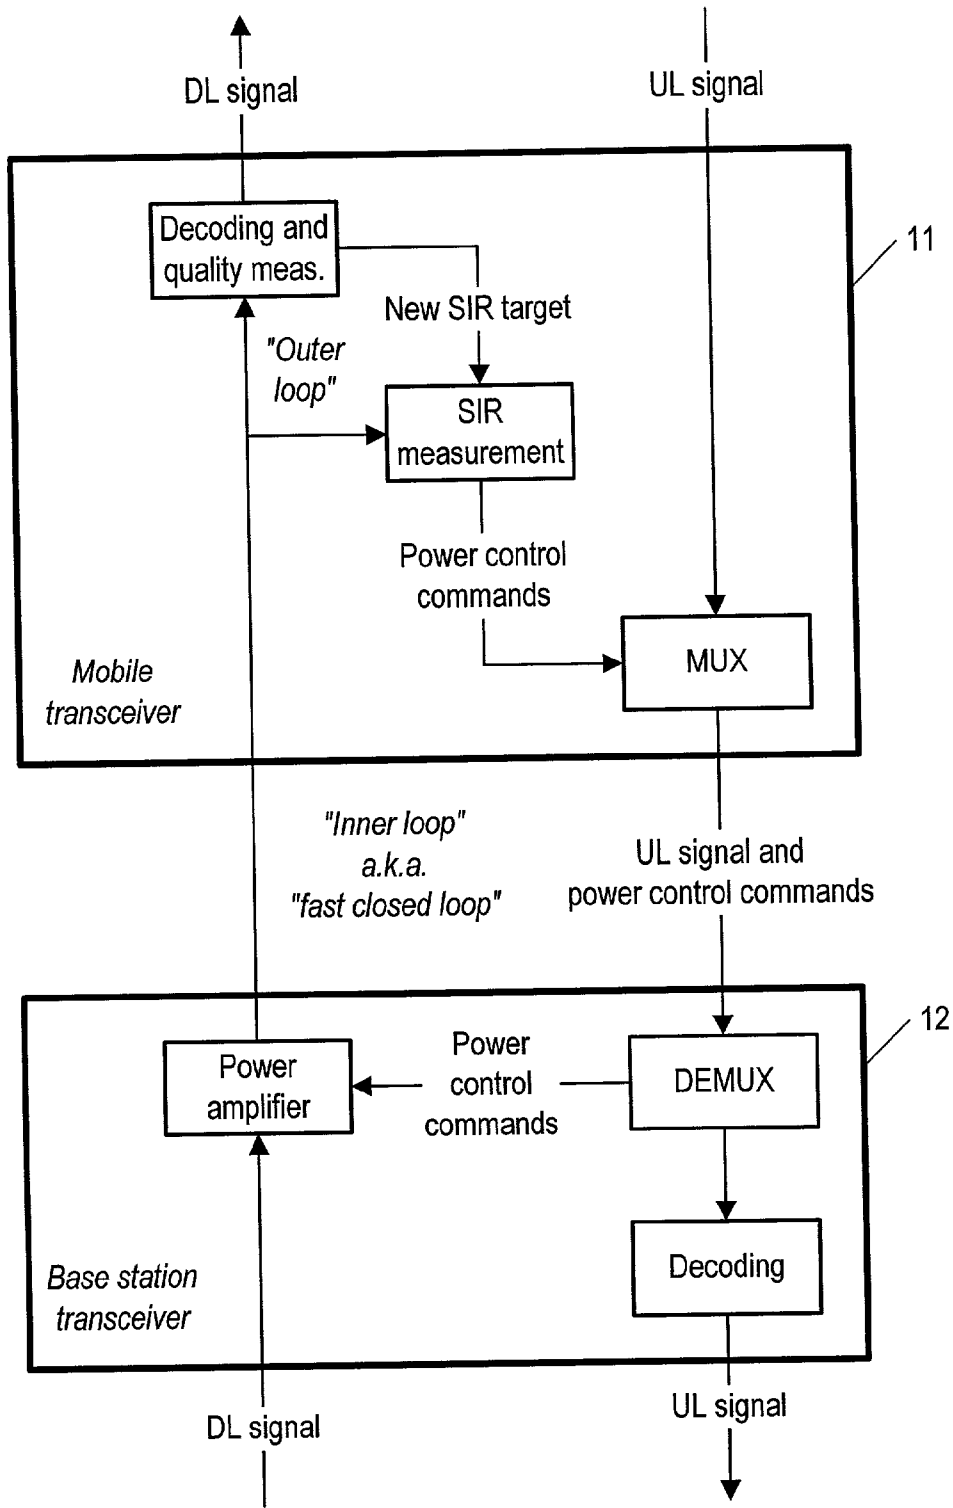 DL signal
UL signal
Decoding and
quality meas.
11
New SIR target
"Outer
loop"
SIR
measurement
Power control
commands
MUX
Mobile
transceiver
"Inner loop"
a.k.a.
"fast closed loop"
UL signal and
power control commands
12
Power
amplifier
Power
control
commands
DEMUX
Decoding
Base station
transceiver
DL signal
UL signal